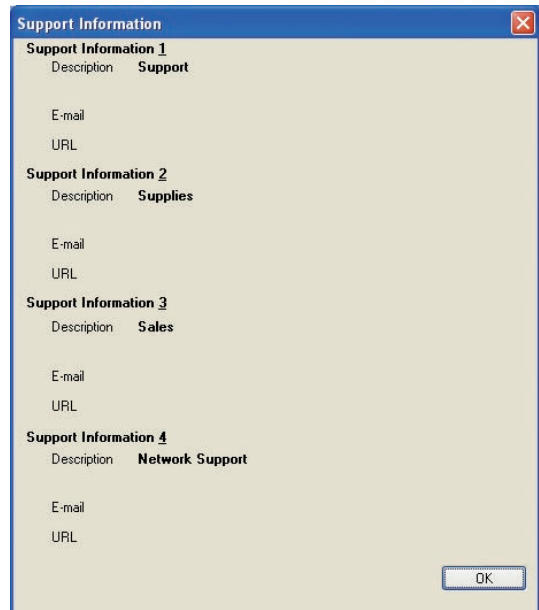 Support Information
Support Information 1
Description Support
E-mail
URL
Support Information 2
Description Supplies
E-mail
URL
Support Information 3
Description Sales
E-mail
URL
Support Information 4
Description Network Support
E-mail
URL
OK